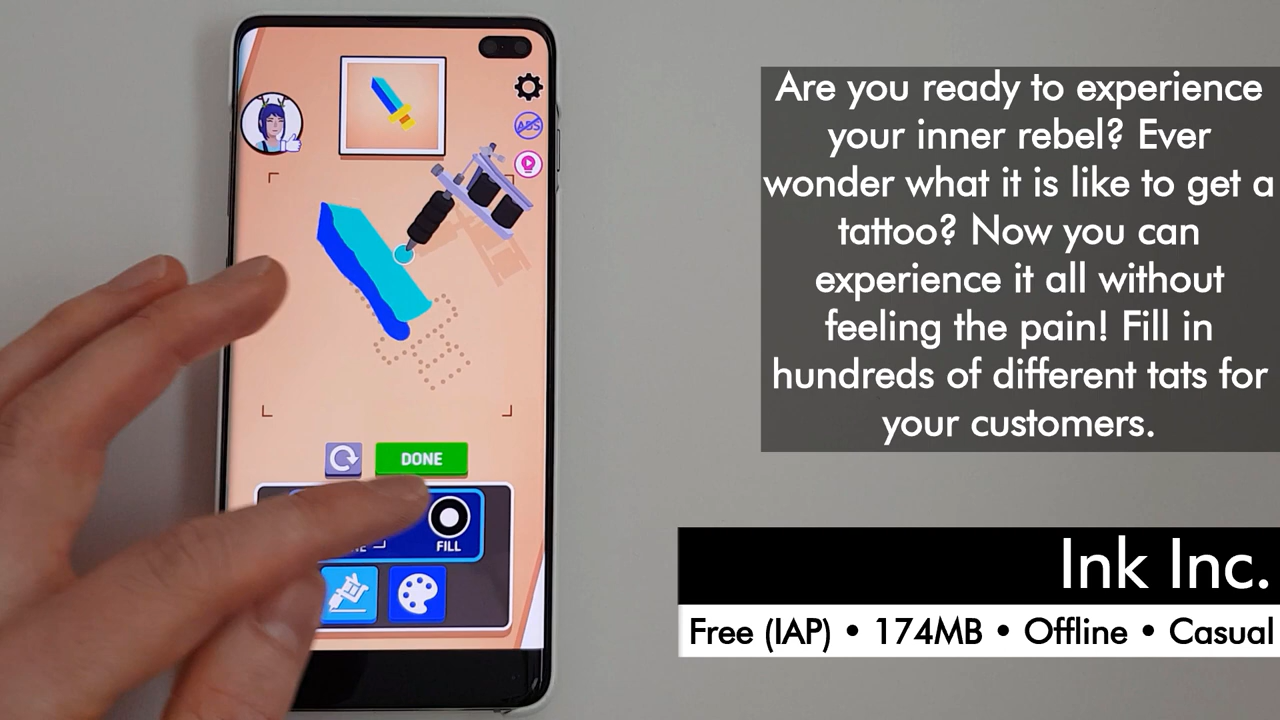 Are you ready to experience
your inner rebel? Ever
wonder what it is like to get a
tattoo? Now you can
experience it all without
feeling the pain! Fill in
hundreds of different tats for
your customers.
ADS
DONE
FILL
Ink Inc.
Free (IAP) • 174MB • Offline • Casual